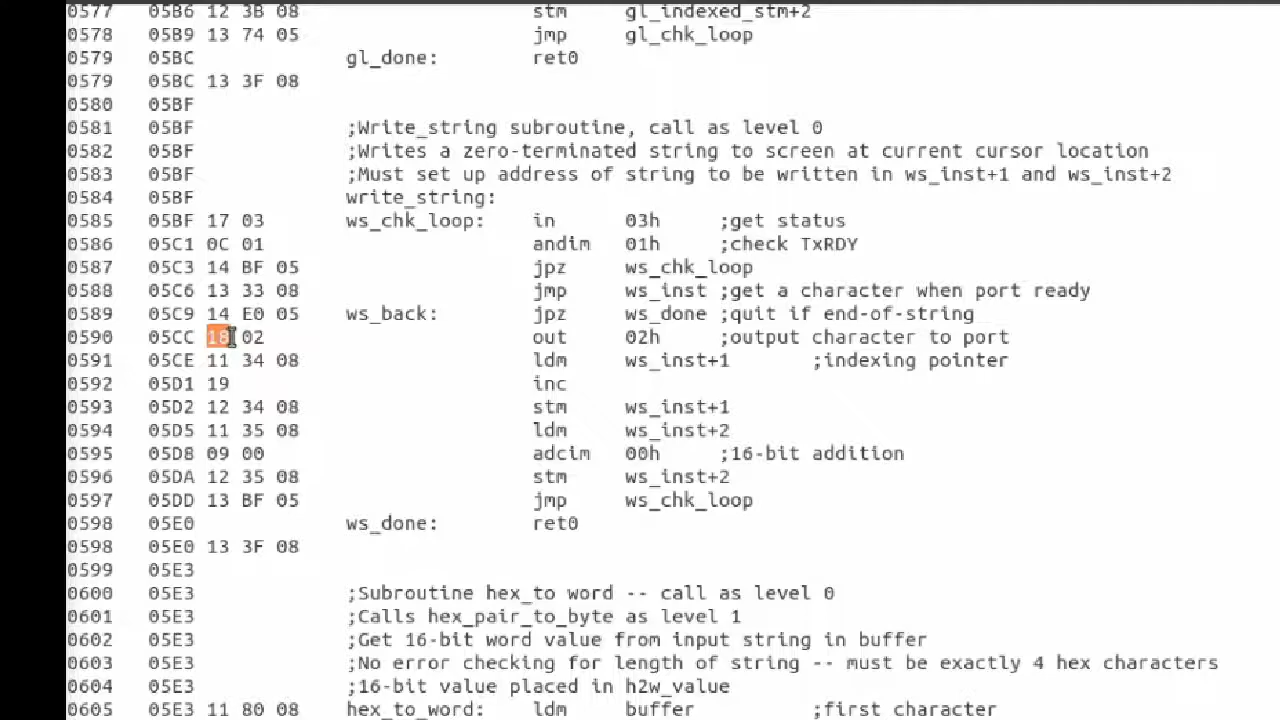 0577 05B6 12 3B 08 stm gl_indexed_stm+2
0578 05B9 13 74 05 jmp gl_chk_loop
0579 05BC gl_done: ret0
0579 05BC 13 3F 08
0580 05BF
0581 05BF ;Write_string subroutine, call as level 0
0582 05BF ;Writes a zero-terminated string to screen at current cursor location
0583 05BF ;Must set up address of string to be written in ws_inst+1 and ws_inst+2
0584 05BF write_string:
0585 05BF 17 03 ws_chk_loop: in 03h ;get status
0586 05C1 0C 01 andim 01h ;check TxRDY
0587 05C3 14 BF 05 jpz ws_chk_loop
0588 05C6 13 33 08 jmp ws_inst ;get a character when port ready
0589 05C9 14 E0 05 ws_back: jpz ws_done ;quit if end-of-string
0590 05CC 18 02 out 02h ;output character to port
0591 05CE 11 34 08 ldm ws_inst+1 ;indexing pointer
0592 05D1 19 inc
0593 05D2 12 34 08 stm ws_inst+1
0594 05D5 11 35 08 ldm ws_inst+2
0595 05D8 09 00 adcim 00h ;16-bit addition
0596 05DA 12 35 08 stm ws_inst+2
0597 05DD 13 BF 05 jmp ws_chk_loop
0598 05E0 ws_done: ret0
0598 05E0 13 3F 08
0599 05E3
0600 05E3 ;Subroutine hex_to word -- call as level 0
0601 05E3 ;Calls hex_pair_to_byte as level 1
0602 05E3 ;Get 16-bit word value from input string in buffer
0603 05E3 ;No error checking for length of string -- must be exactly 4 hex characters
0604 05E3 ;16-bit value placed in h2w_value
0605 05E3 11 80 08 hex_to_word: ldm buffer ;first character